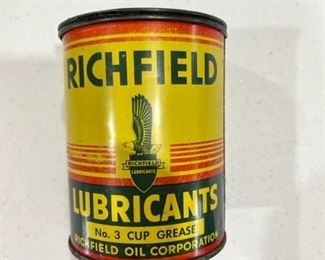 RICHFIELD
RICHFIELD
LUBRICANTS
LUBRICANTS
No. 3 CUP GREASE
RICHFIELD OIL CORPORATION